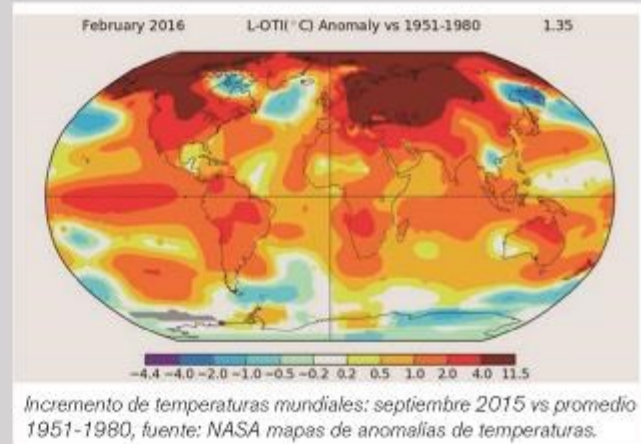 February 2016 L-OTI(°C) Anomaly vs 1951-1980 1.35
-4.4 -4.0 -2.0 -1.0 -0.5 -0.2 0.2 0.5 1.0 2.0 4.0 11.5
Incremento de temperaturas mundiales: septiembre 2015 vs promedio
1951-1980, fuente: NASA mapas de anomalías de temperaturas.